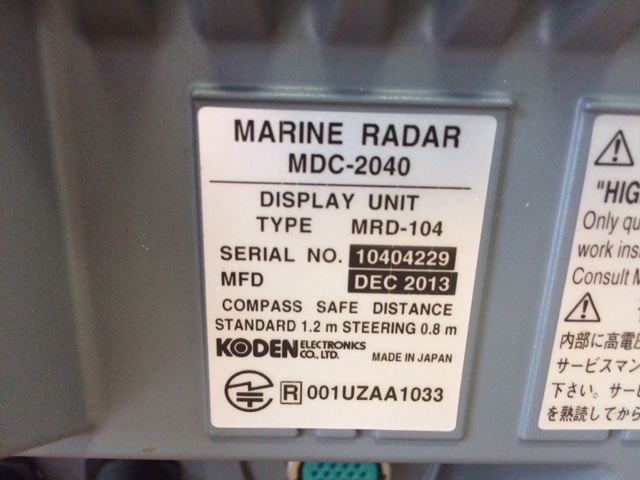 MARINE RADAR
MDC-2040
DISPLAY UNIT
TYPE MRD-104
SERIAL NO. 10404229
MFD DEC 2013
COMPASS SAFE DISTANCE
STANDARD 1.2 m STEERING 0.8 m
KODEN ELECTRONICS CO., LTD. MADE IN JAPAN
R 001UZAA1033
"HIG
Only qu
work insi
Consult M
内部に高電圧
サービスマン
下さい。サー
を熟読してから